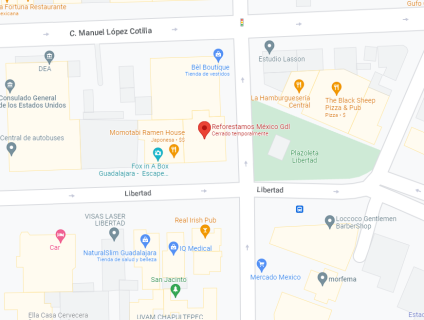 a Fortuna Restaurante
Mexicana
Gufo
C. Manuel López Cotilla
DEA
Bél Boutique
Tienda de vestidos
Estudio Lasson
Consulado General
de los Estados Unidos
La Hamburgueseria
Central
The Black Sheep
Pizza & Pub
Pizza · $
Central de autobuses
Momotabi Ramen House
Japonesa · $$
Reforestamos México Gdl
Cerrado temporalmente
Plazoleta
Libertad
Fox in A Box
Guadalajara - Escape...
Libertad
Libertad
VISAS LASER
LIBERTAD
Real Irish Pub
Loccoco Gentlemen
BarberShop
Car
NaturalSlim Guadalajara
Tienda de salud y belleza
IQ Medical
San Jacinto
Mercado Mexico
morfema
Ella Casa Cervecera
UVAM CHAPULTEPEC
Estac